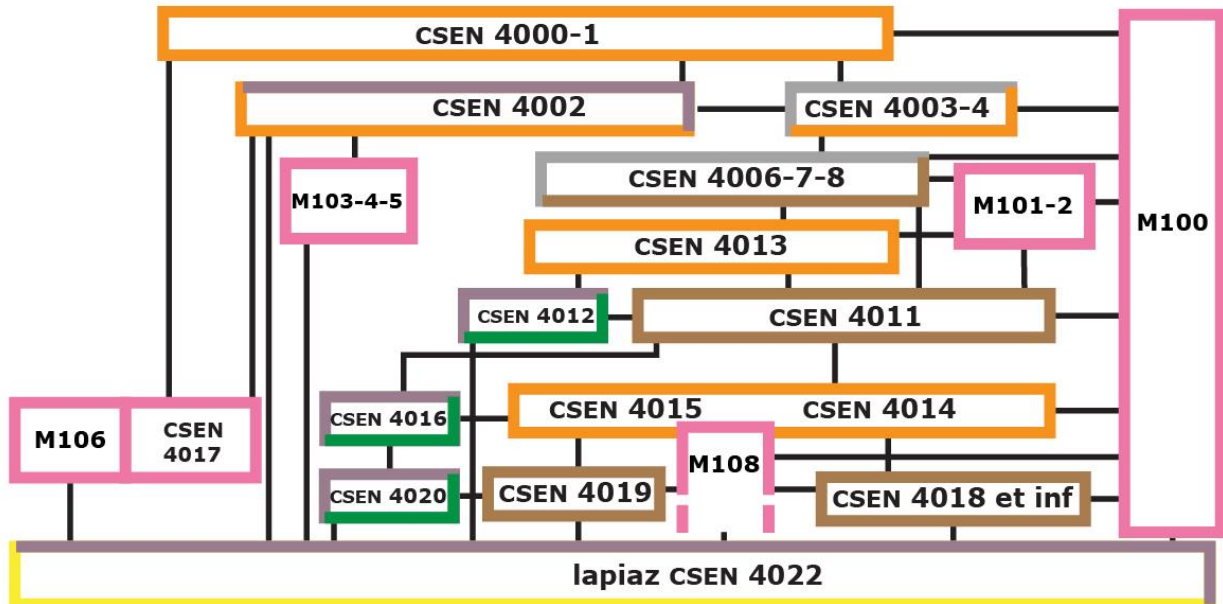 CSEN 4000-1
CSEN 4002
CSEN 4003-4
M103-4-5
CSEN 4006-7-8
M101-2
M100
CSEN 4013
CSEN 4012
CSEN 4011
CSEN 4016
CSEN 4015
CSEN 4014
M106
CSEN
4017
M108
CSEN 4020
CSEN 4019
CSEN 4018 et inf
lapiaz CSEN 4022